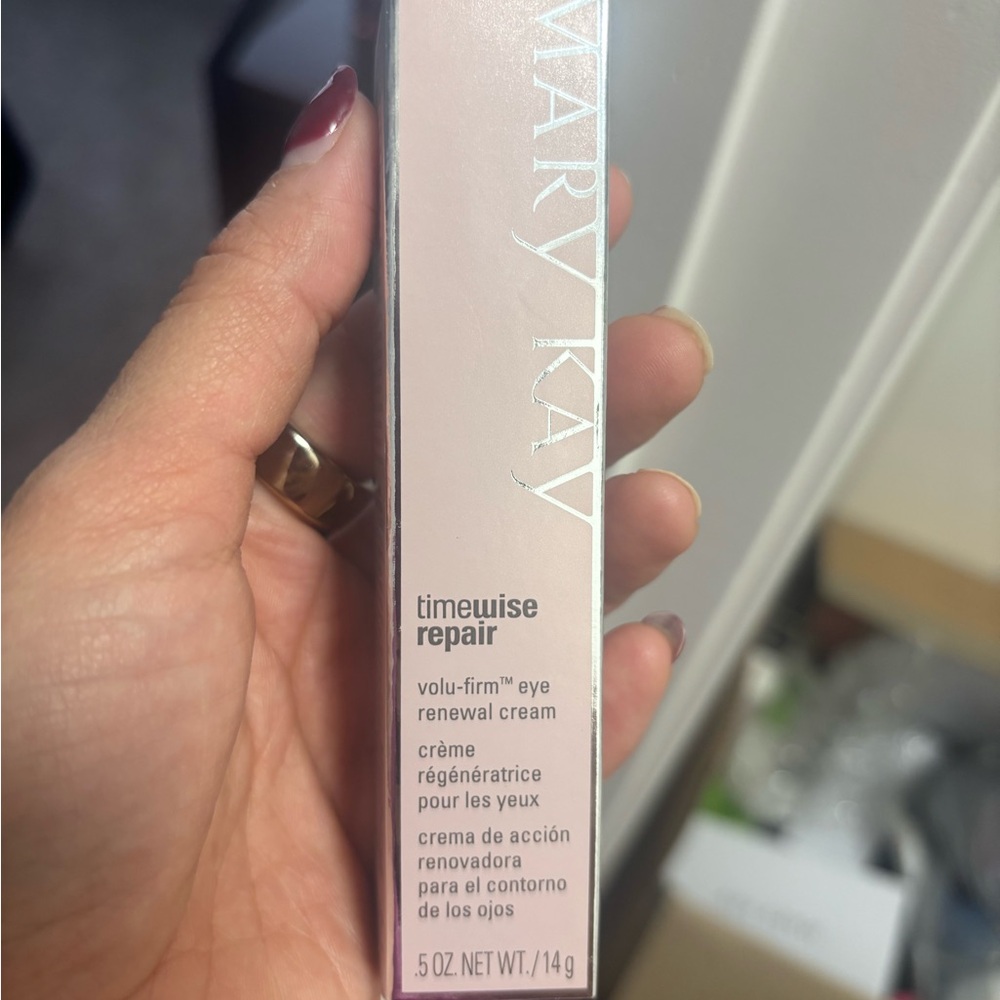 MARY KAY
timewise
repair
volu-firm™ eye
renewal cream
crème
régénératrice
pour les yeux
crema de acción
renovadora
para el contorno
de los ojos
.5 OZ. NET WT./14 g